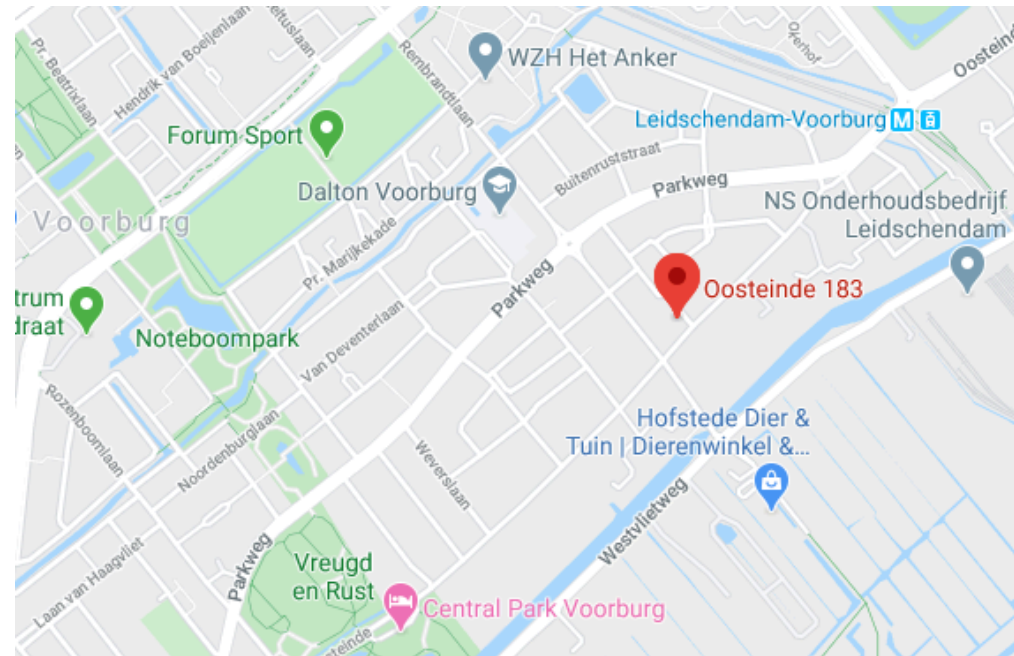 Pr. Beatrixlaan
Hendrik van Boeijenlaan
Rembrandtlaan
WZH Het Anker
Okerhof
Forum Sport
Leidschendam-Voorburg
M
Dalton Voorburg
Buitenruststraat
Parkweg
NS Onderhoudsbedrijf
Leidschendam
Voorburg
Pr. Marijkekade
Parkweg
Oosteinde 183
trum
draat
Noteboompark
Van Deventerlaan
Rozenboomlaan
Noordenburglaan
Weverslaan
Hofstede Dier &
Tuin | Dierenwinkel &...
Westvlietweg
Laan van Haagvliet
Parkweg
Vreugd
en Rust
Central Park Voorburg